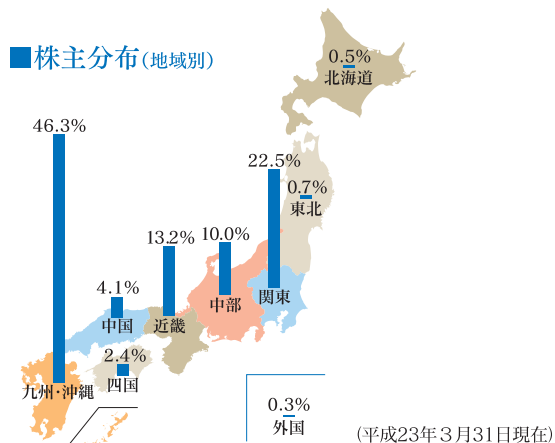 株主分布(地域別)
0.5%
北海道
46.3%
22.5%
0.7%
東北
13.2%
10.0%
4.1%
関東
中部
中国
近畿
2.4%
四国
九州・沖縄
0.3%
外国
(平成23年3月31日現在)